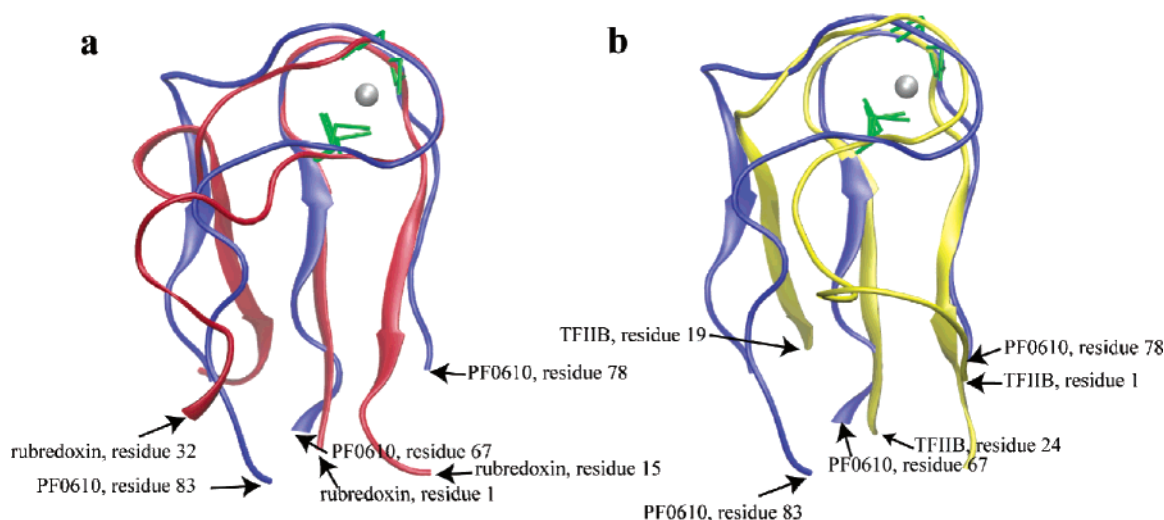 a
b
TFIIB, residue 19
PF0610, residue 78
PF0610, residue 78
TFIIB, residue 1
rubredoxin, residue 32
PF0610, residue 67
TFIIB, residue 24
PF0610, residue 67
rubredoxin, residue 15
PF0610, residue 83
rubredoxin, residue 1
PF0610, residue 83